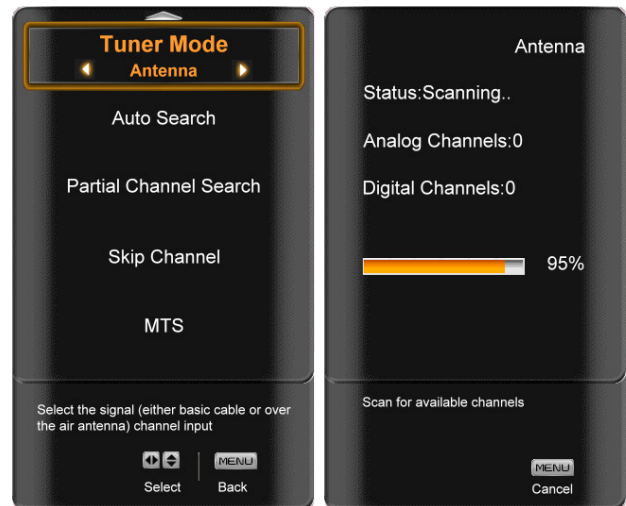 Tuner Mode
Antenna
Auto Search
Partial Channel Search
Skip Channel
MTS
Select the signal (either basic cable or over
the air antenna) channel input
MENU
Select Back
Antenna
Status:Scanning..
Analog Channels:0
Digital Channels:0
95%
Scan for available channels
MENU
Cancel